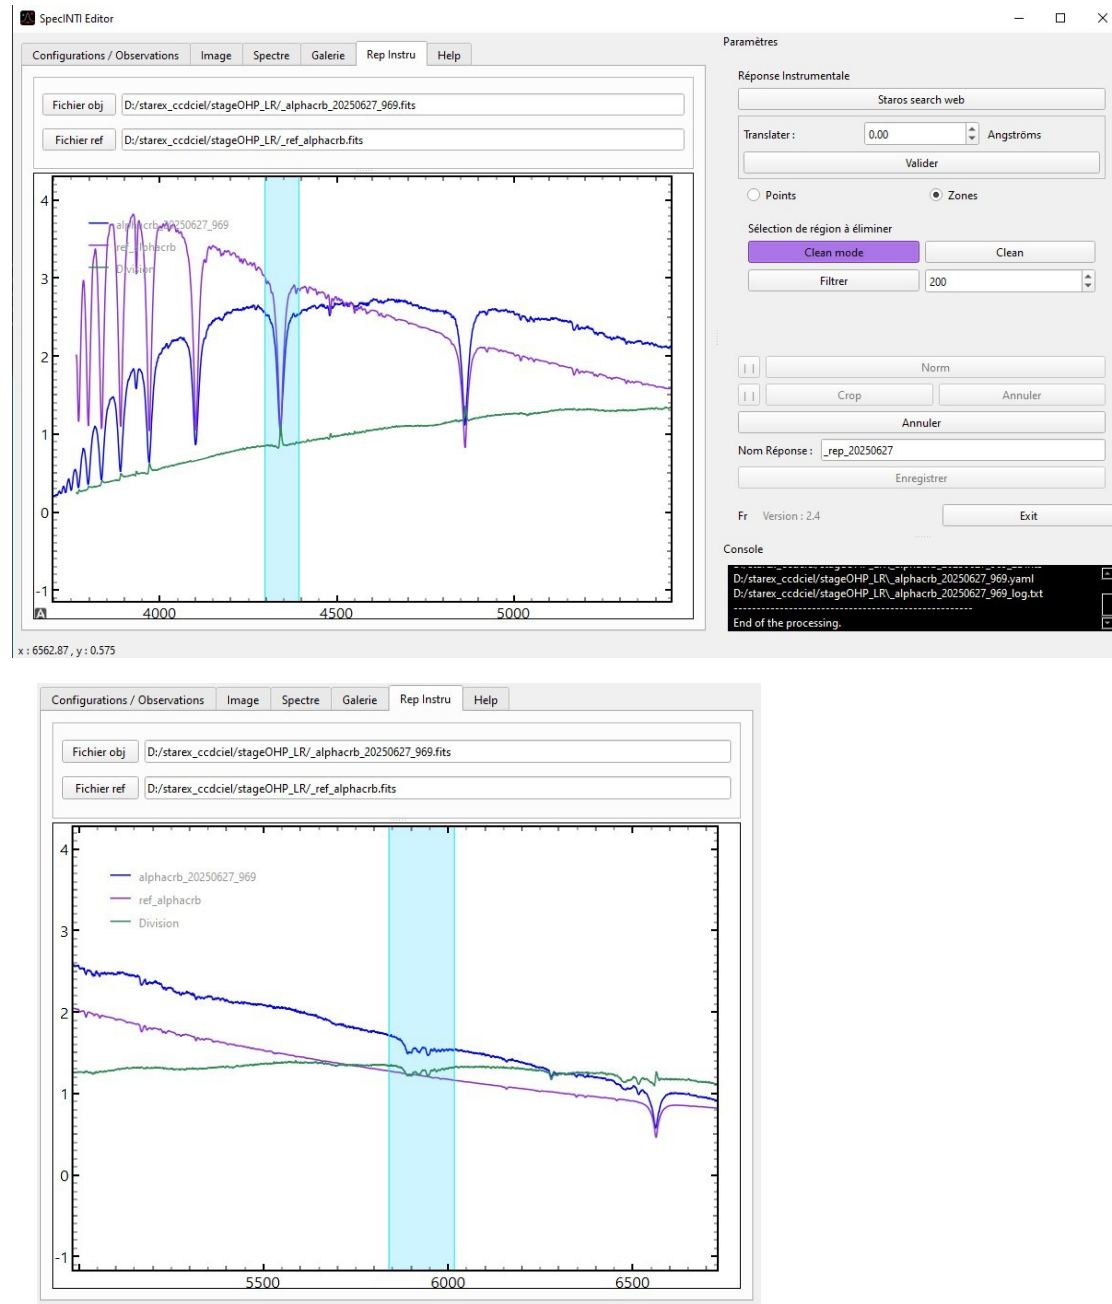 SpecINTI Editor
Configurations / Observations Image Spectre Galerie Rep Instru Help
Fichier obj D:/starex_ccdciel/stageOHP_LR/_alphacrb_20250627_969.fits
Fichier ref D:/starex_ccdciel/stageOHP_LR/_ref_alphacrb.fits
4
3
2
1
0
-1
alphacrb_20250627_969
ref_alphacrb
Division
A
4000 4500 5000
x : 6562.87 , y : 0.575
Paramètres
Réponse Instrumentale
Staros search web
Translater : 0.00 Angströms
Valider
Points Zones
Sélection de région à éliminer
Clean mode Clean
Filtrer 200
Norm
Crop Annuler
Annuler
Nom Réponse : _rep_20250627
Enregistrer
Fr Version : 2.4 Exit
Console
D:/starex_ccdciel/stageOHP_LR\_alphacrb_20250627_969.yaml
D:/starex_ccdciel/stageOHP_LR\_alphacrb_20250627_969_log.txt
----------------------------------------------------
End of the processing.
Configurations / Observations Image Spectre Galerie Rep Instru Help
Fichier obj D:/starex_ccdciel/stageOHP_LR/_alphacrb_20250627_969.fits
Fichier ref D:/starex_ccdciel/stageOHP_LR/_ref_alphacrb.fits
4
3
2
1
0
-1
alphacrb_20250627_969
ref_alphacrb
Division
5500 6000 6500